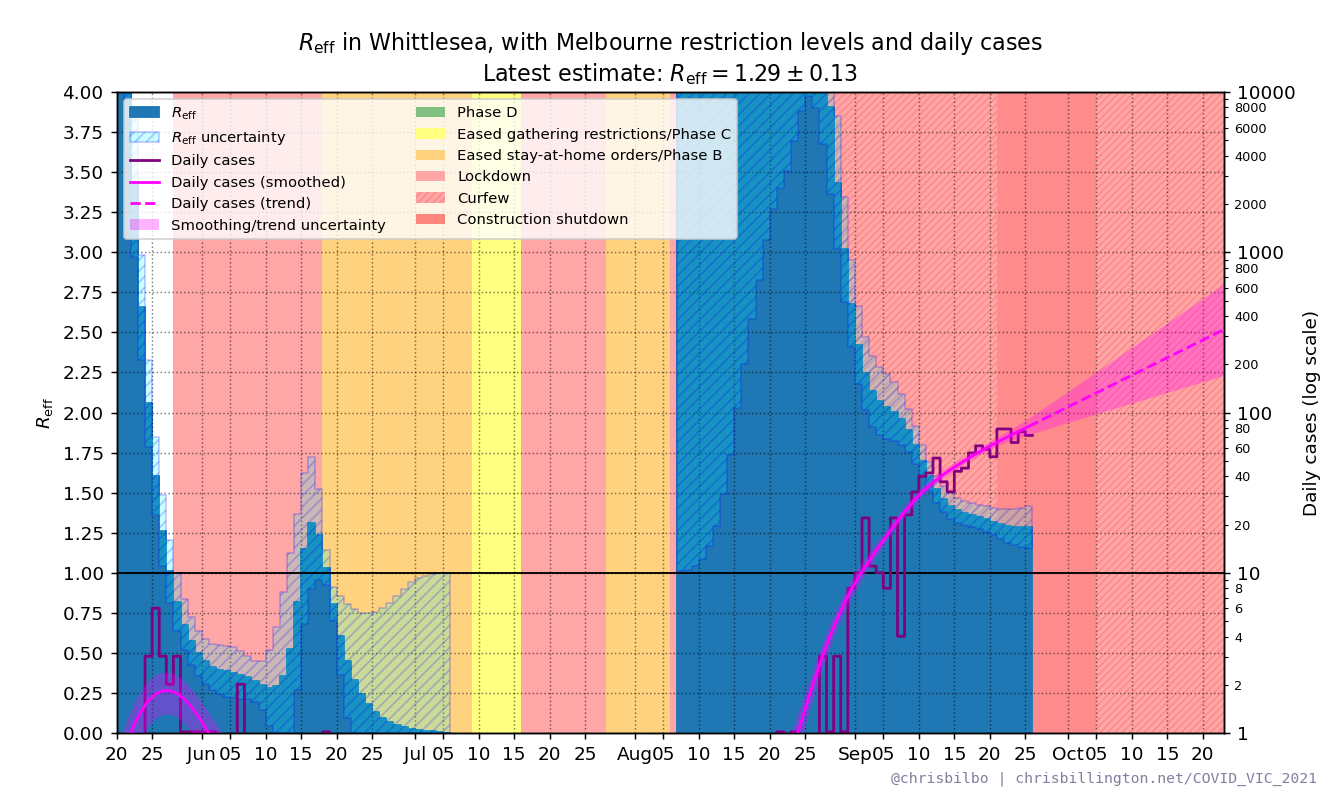 Reff in Whittlesea, with Melbourne restriction levels and daily cases
Latest estimate: Reff = 1.29 ± 0.13
Reff
Reff uncertainty
Daily cases
Daily cases (smoothed)
Daily cases (trend)
Smoothing/trend uncertainty
Phase D
Eased gathering restrictions/Phase C
Eased stay-at-home orders/Phase B
Lockdown
Curfew
Construction shutdown
Reff
4.00
3.75
3.50
3.25
3.00
2.75
2.50
2.25
2.00
1.75
1.50
1.25
1.00
0.75
0.50
0.25
0.00
10000
8000
6000
4000
2000
1000
800
600
400
200
100
80
60
40
20
10
8
6
4
2
1
Daily cases (log scale)
20 25 Jun 05 10 15 20 25 Jul 05 10 15 20 25 Aug 05 10 15 20 25 Sep 05 10 15 20 25 Oct 05 10 15 20
@chrisbilbo | chrisbillington.net/COVID_VIC_2021